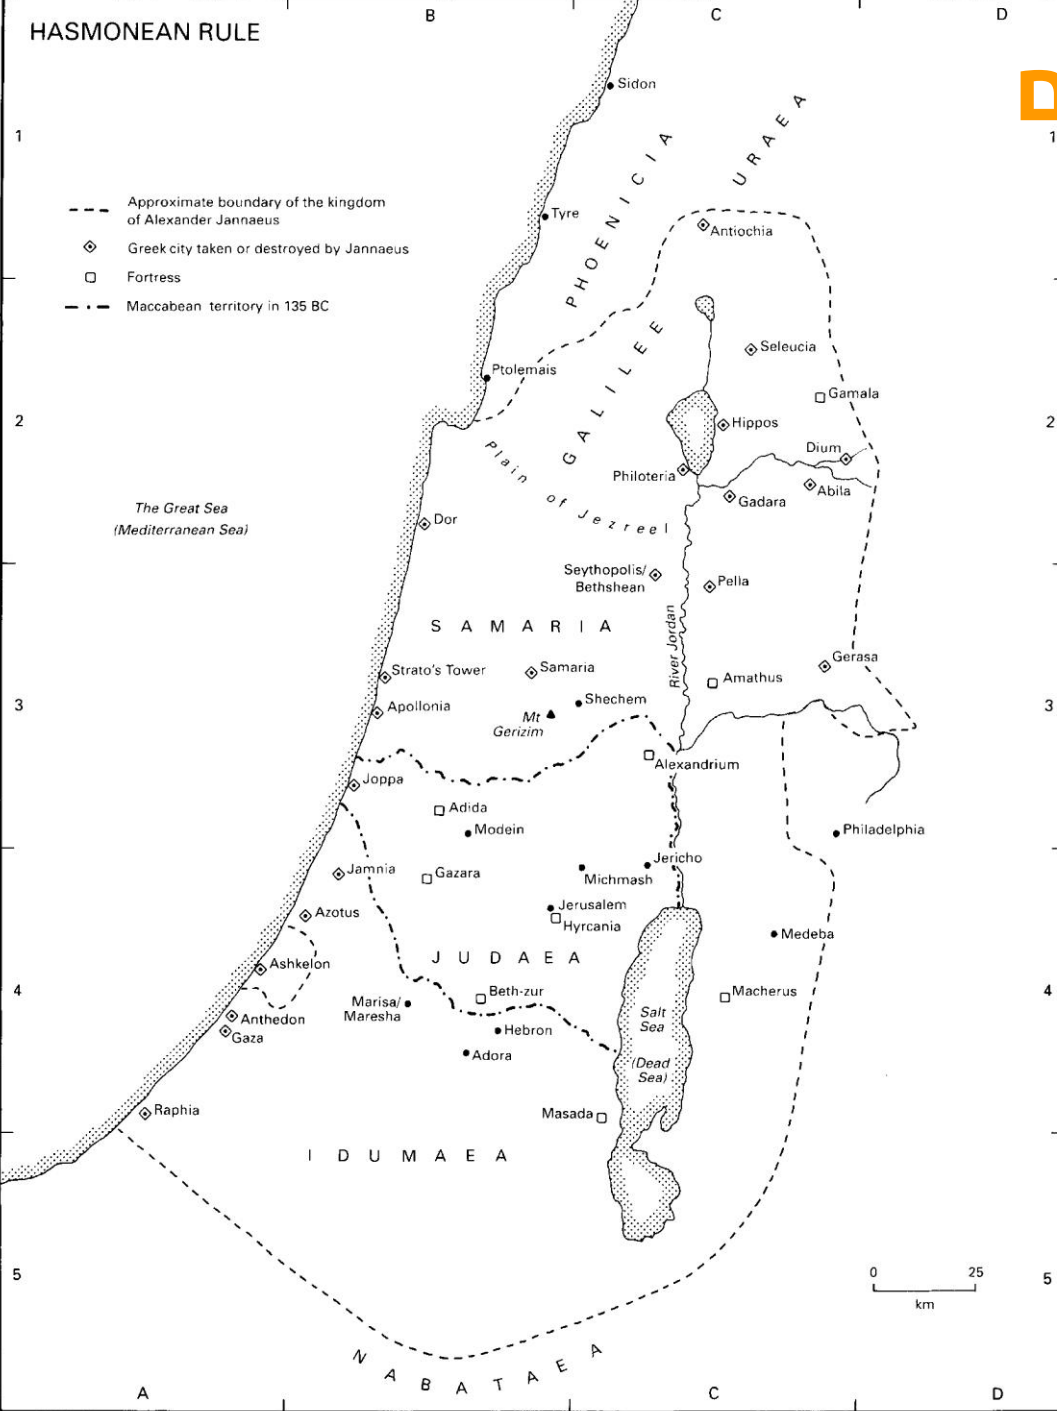 B
C
D
HASMONEAN RULE
Sidon
1
1
PHOENICIA
URAEA
Approximate boundary of the kingdom
of Alexander Jannaeus
Greek city taken or destroyed by Jannaeus
Fortress
Maccabean territory in 135 BC
Tyre
Antiochia
GALILEE
Seleucia
Ptolemais
Gamala
2
2
Hippos
Plain of Jezreel
Dium
Philoteria
Abila
Gadara
The Great Sea
(Mediterranean Sea)
Dor
Seythopolis/
Bethshean
Pella
River Jordan
SAMARIA
Strato's Tower
Samaria
Gerasa
Amathus
Shechem
Apollonia
3
3
Mt
Gerizim
Alexandrium
Joppa
Adida
Modein
Philadelphia
Jericho
Jamnia
Gazara
Michmash
Azotus
Jerusalem
Hyrcania
Medeba
JUDAEA
Ashkelon
4
4
Beth-zur
Macherus
Marisa/
Maresha
Salt
Sea
Anthedon
Gaza
Hebron
Adora
(Dead
Sea)
Raphia
Masada
IDUMAEA
5
5
0 25
km
NABATAEA
A
C
D